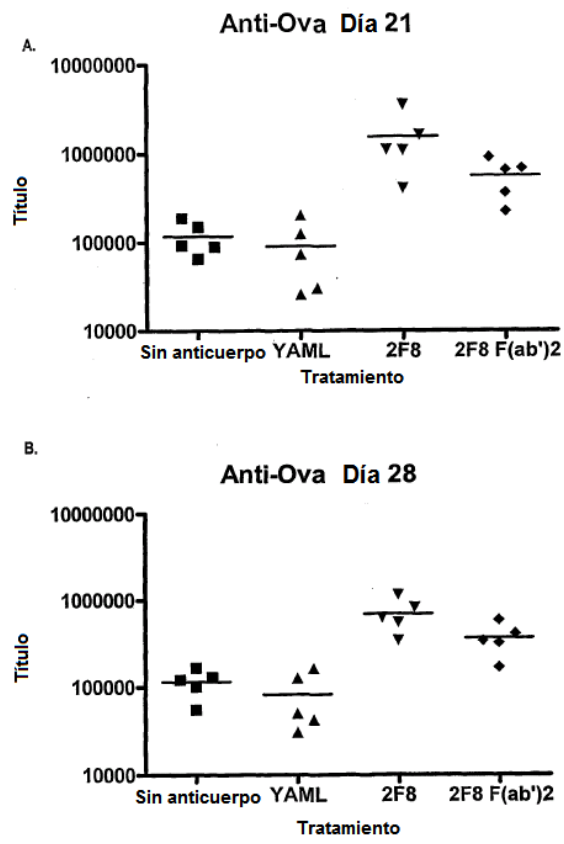 Anti-Ova Día 21
A.
10000000
1000000
100000
10000
Título
Sin anticuerpo YAML 2F8 2F8 F(ab')2
Tratamiento
B.
Anti-Ova Día 28
10000000
1000000
100000
10000
Título
Sin anticuerpo YAML 2F8 2F8 F(ab')2
Tratamiento